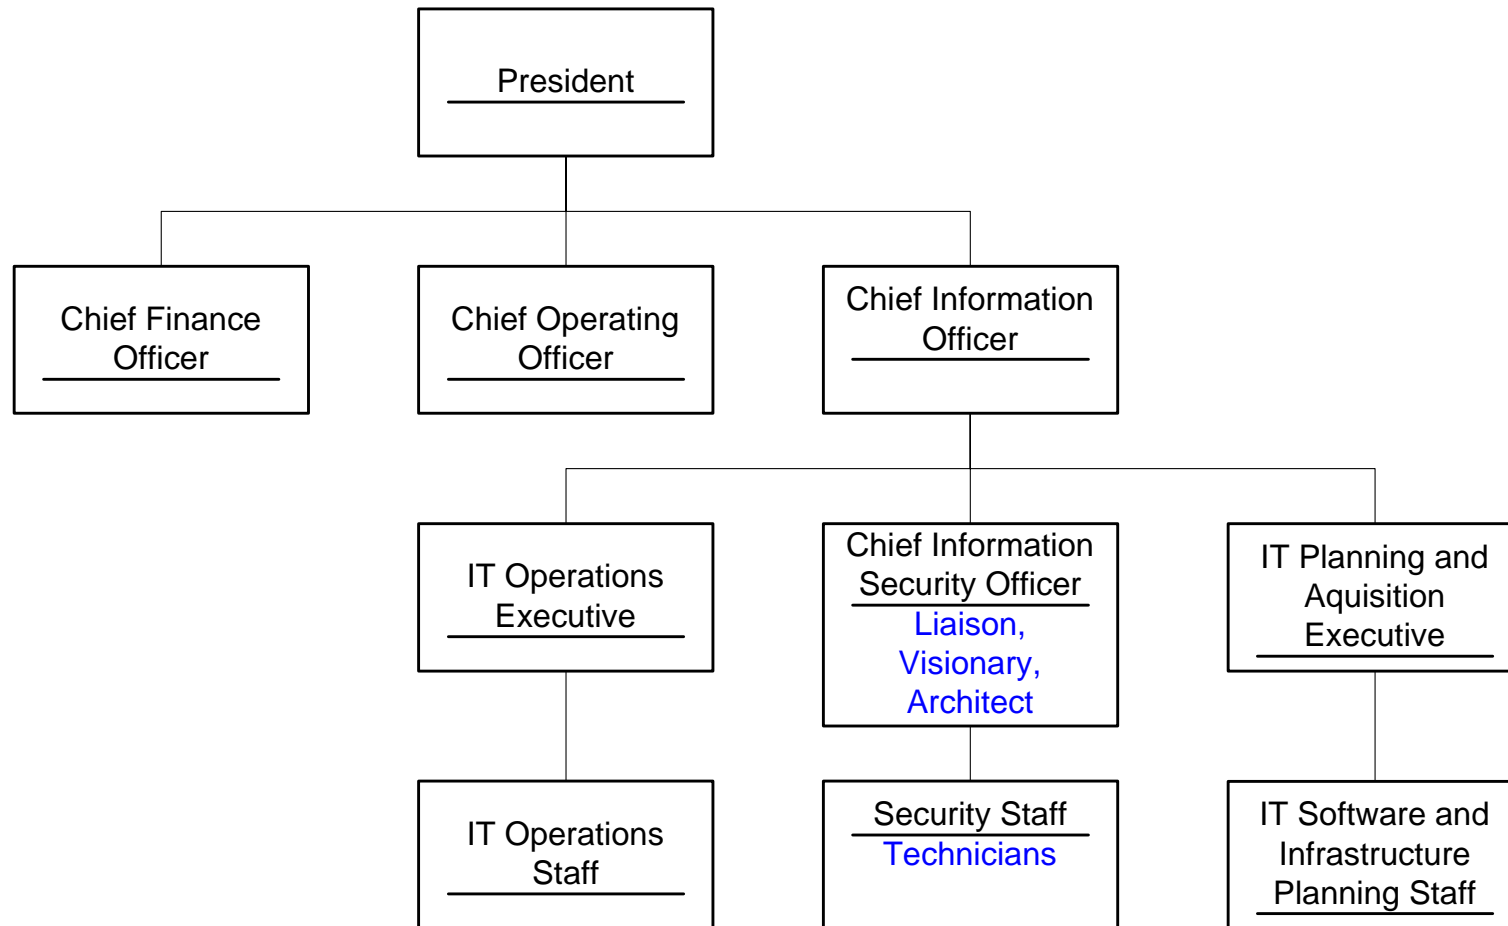 President
Chief Finance
Officer
Chief Operating
Officer
Chief Information
Officer
IT Operations
Executive
Chief Information
Security Officer
Liaison,
Visionary,
Architect
IT Planning and
Aquisition
Executive
IT Operations
Staff
Security Staff
Technicians
IT Software and
Infrastructure
Planning Staff